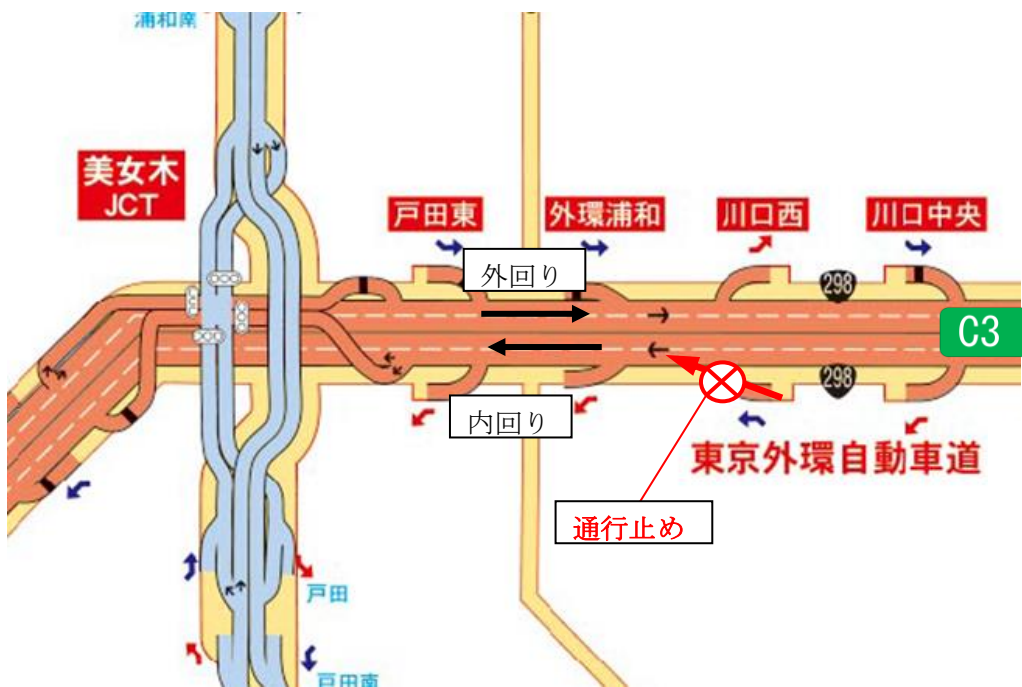 浦和南
美女木
JCT
戸田東
外環浦和
川口西
川口中央
外回り
298
C3
内回り
298
東京外環自動車道
通行止め
戸田
戸田南